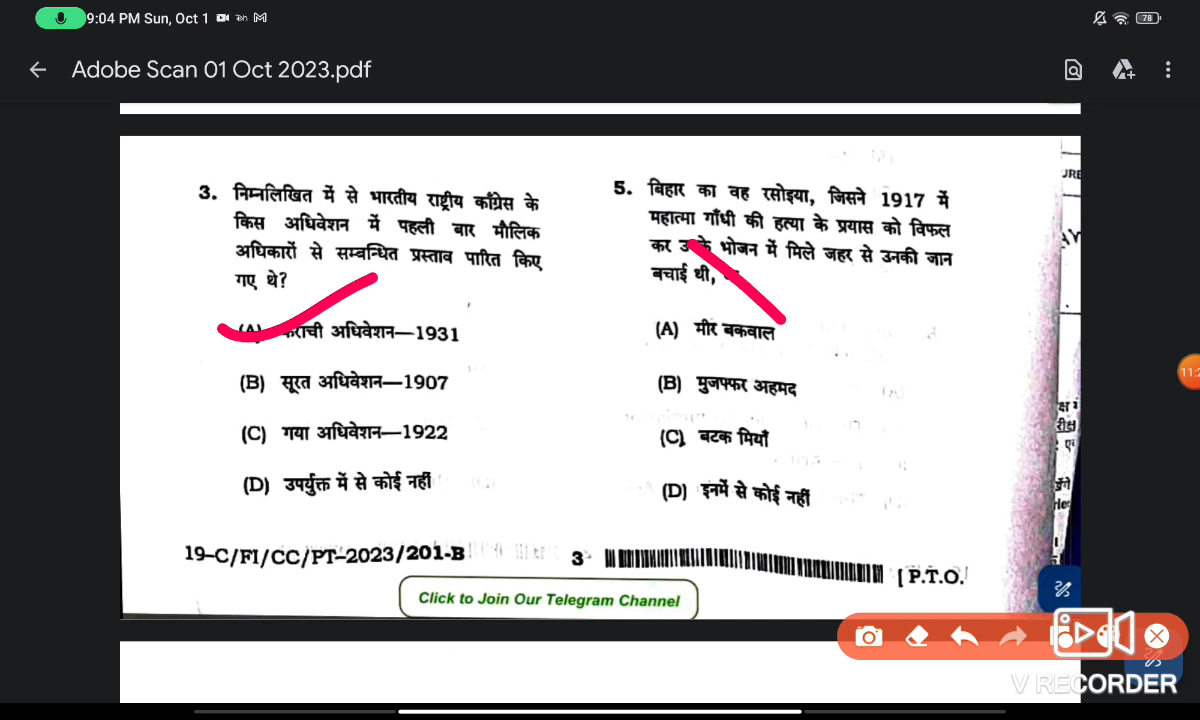 9:04 PM Sun, Oct 1
78
Adobe Scan 01 Oct 2023.pdf
3. निम्नलिखित में से भारतीय राष्ट्रीय काँग्रेस के
किस अधिवेशन में पहली बार मौलिक
अधिकारों से सम्बन्धित प्रस्ताव पारित किए
गए थे?
(A) कराची अधिवेशन—1931
(B) सूरत अधिवेशन—1907
(C) गया अधिवेशन—1922
(D) उपर्युक्त में से कोई नहीं
5. बिहार का वह रसोइया, जिसने 1917 में
महात्मा गाँधी की हत्या के प्रयास को विफल
कर उनके भोजन में मिले जहर से उनकी जान
बचाई थी,
(A) मीर बकवाल
(B) मुजफ्फर अहमद
(C) बटक मियाँ
(D) इनमें से कोई नहीं
19-C/FI/CC/PT-2023/201-B
3
[ P.T.O.
Click to Join Our Telegram Channel
V RECORDER